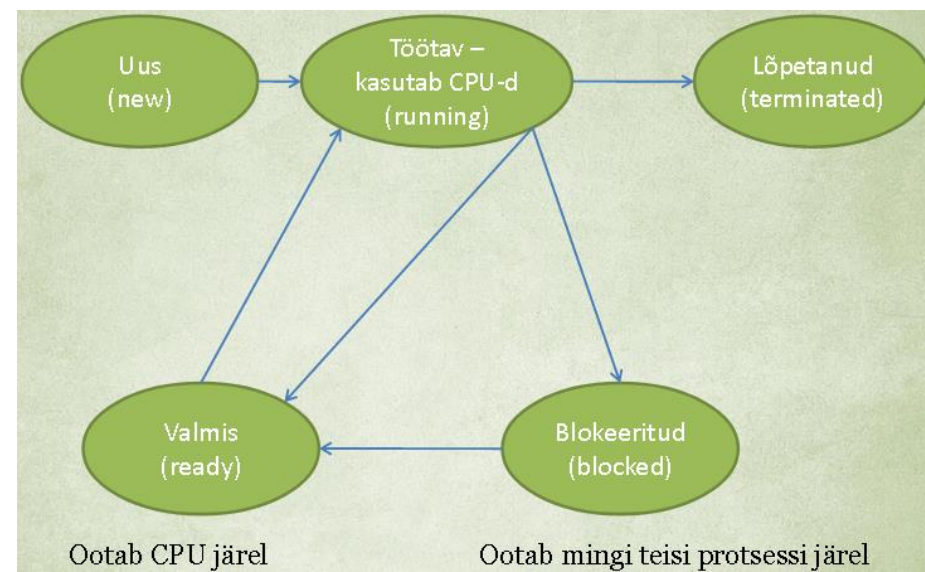 Uus
(new)
Töötav –
kasutab CPU-d
(running)
Lõpetanud
(terminated)
Valmis
(ready)
Blokeeritud
(blocked)
Ootab CPU järel
Ootab mingi teisi protsessi järel